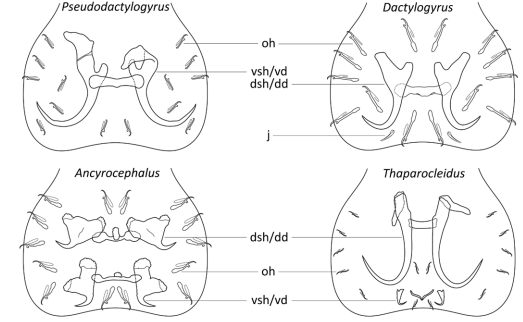 Pseudodactylogyrus
Dactylogyrus
oh
vsh/vd
dsh/dd
j
Ancyrocephalus
Thaparocleidus
dsh/dd
oh
vsh/vd